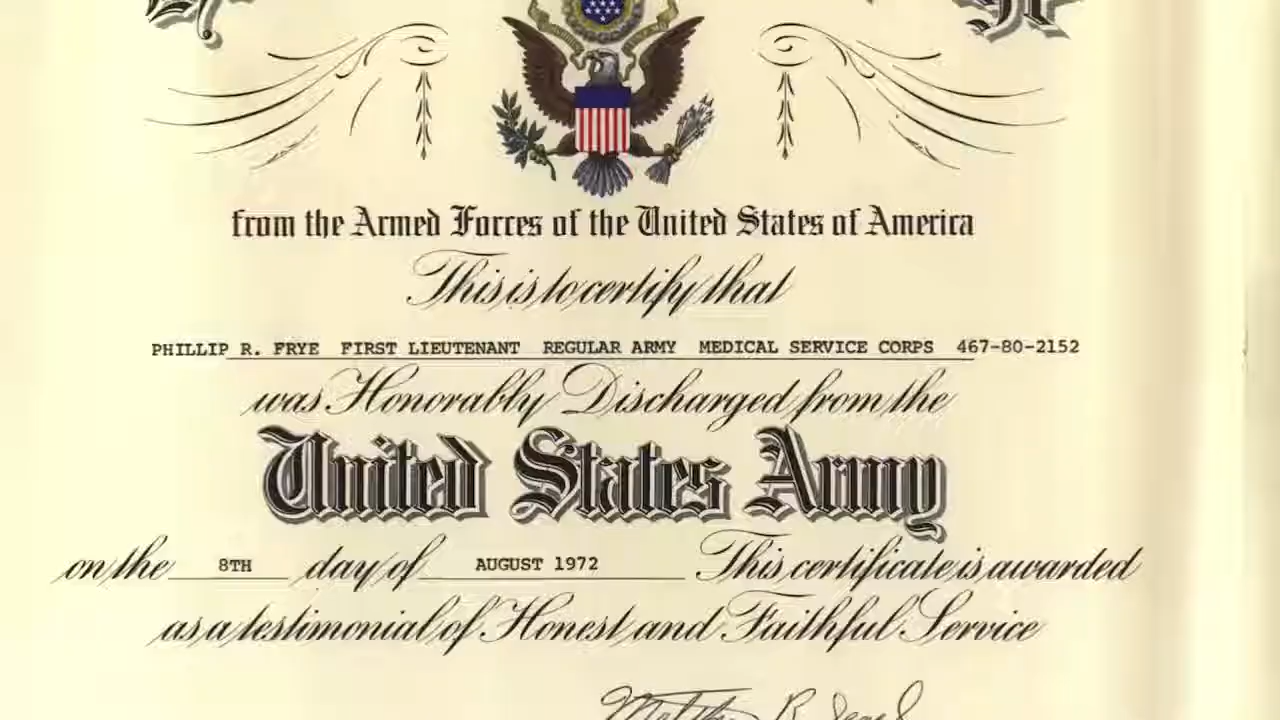 from the Armed Forces of the United States of America
This is to certify that
PHILLIP R. FRYE FIRST LIEUTENANT REGULAR ARMY MEDICAL SERVICE CORPS 467-80-2152
was Honorably Discharged from the
United States Army
on the 8TH day of AUGUST 1972 This certificate is awarded
as a testimonial of Honest and Faithful Service